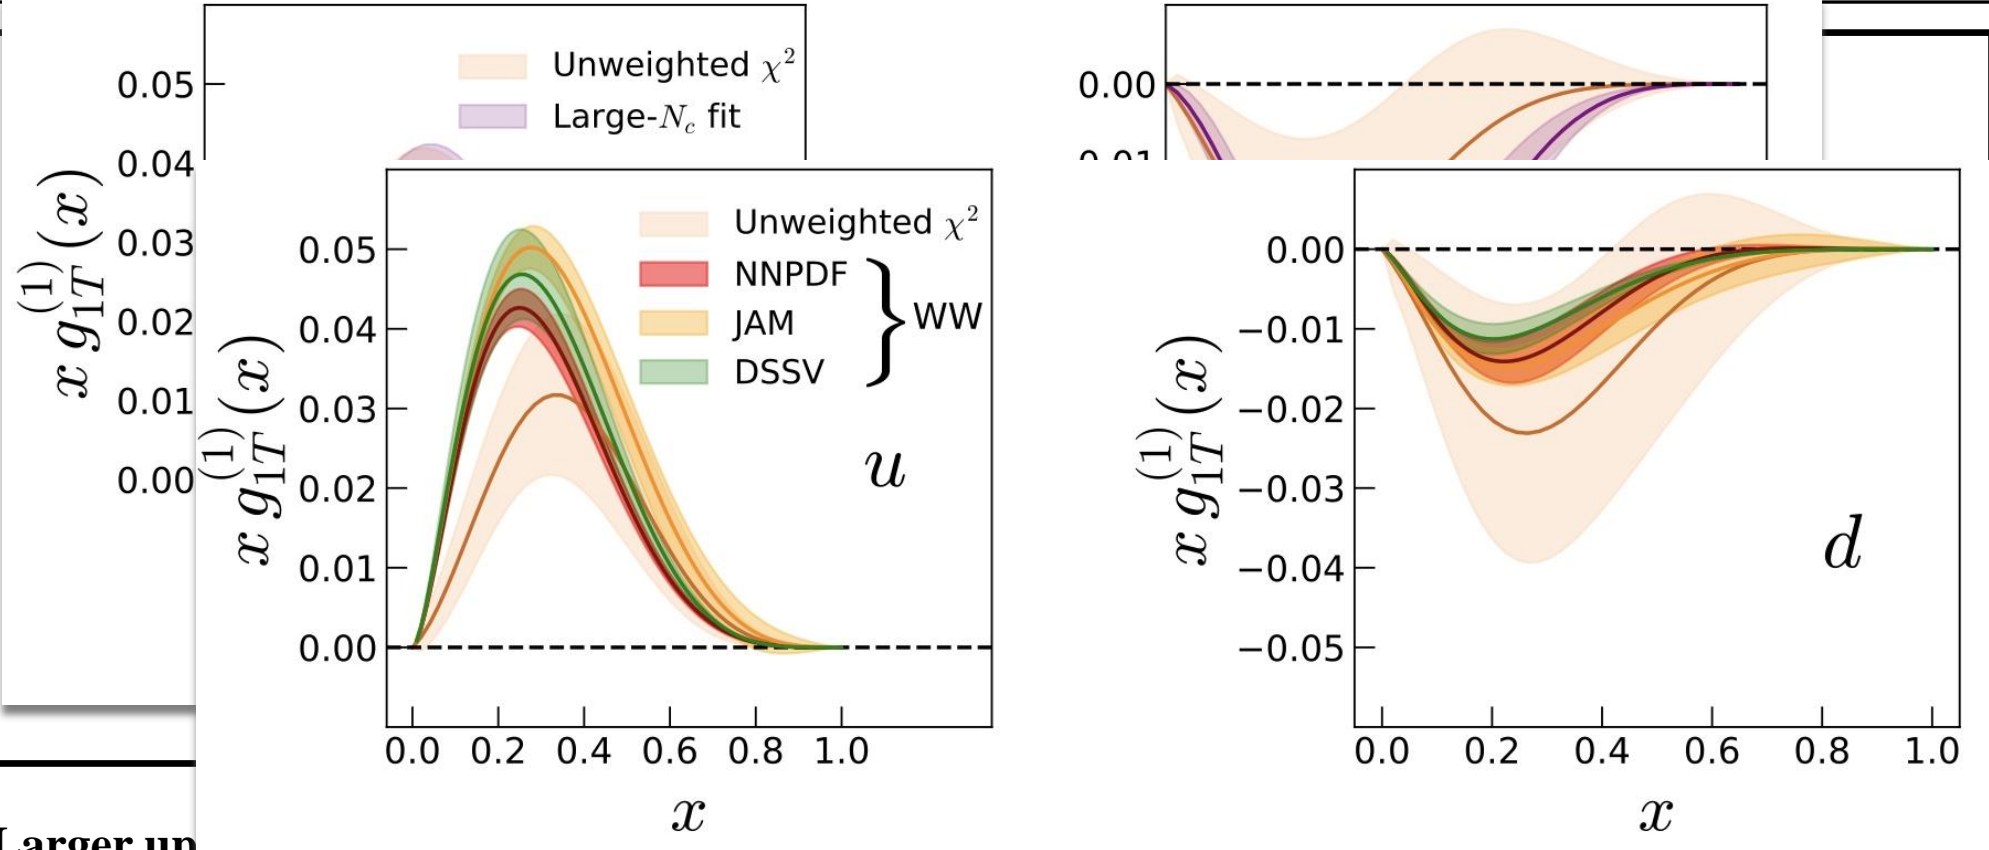 Unweighted χ²
Large-N_c fit
0.05
0.04
0.03
0.02
0.01
0.00
x g_{1T}^{(1)}(x)
0.00
Unweighted χ²
NNPDF
JAM
DSSV
WW
u
0.05
0.04
0.03
0.02
0.01
0.00
x g_{1T}^{(1)}(x)
0.0 0.2 0.4 0.6 0.8 1.0
x
0.00
−0.01
−0.02
−0.03
−0.04
−0.05
x g_{1T}^{(1)}(x)
d
0.0 0.2 0.4 0.6 0.8 1.0
x
Larger up